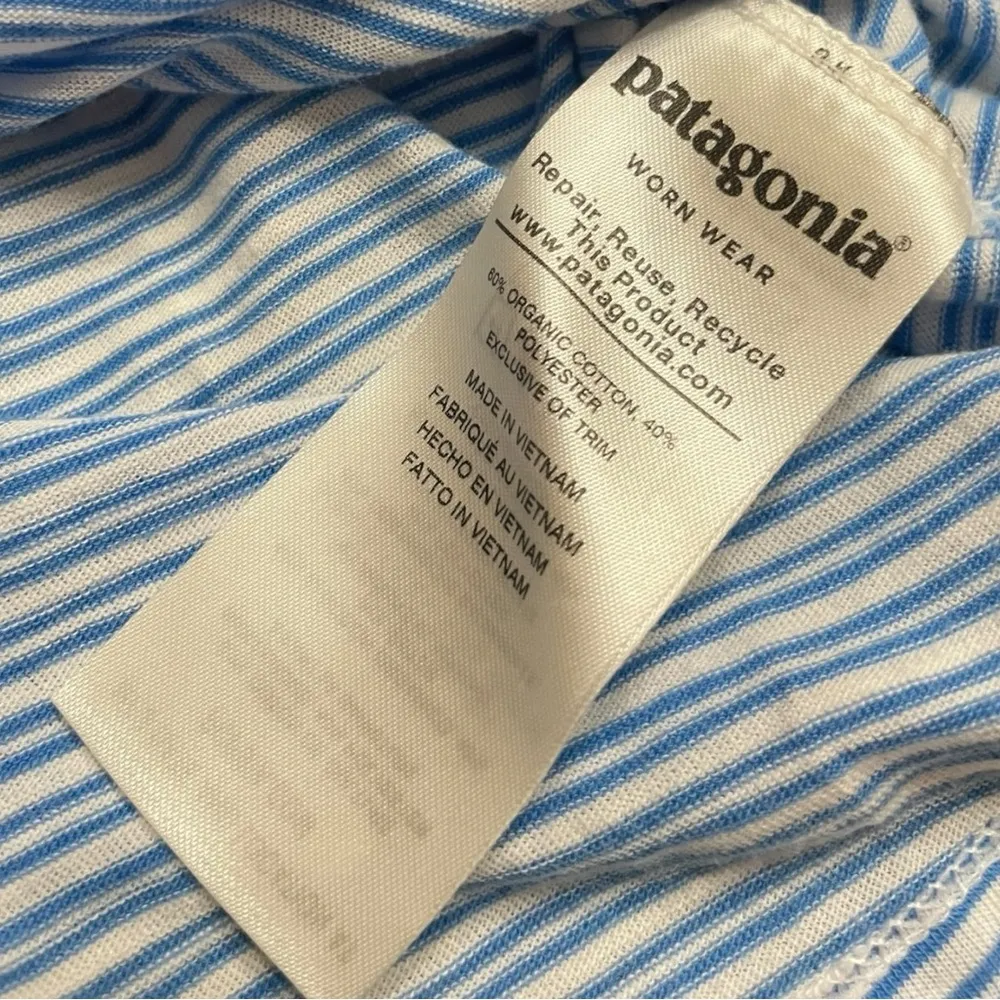 patagonia®
WORN WEAR
Repair, Reuse, Recycle
This Product
www.patagonia.com
60% ORGANIC COTTON, 40%
POLYESTER
EXCLUSIVE OF TRIM
MADE IN VIETNAM
FABRIQUÉ AU VIETNAM
HECHO EN VIETNAM
FATTO IN VIETNAM